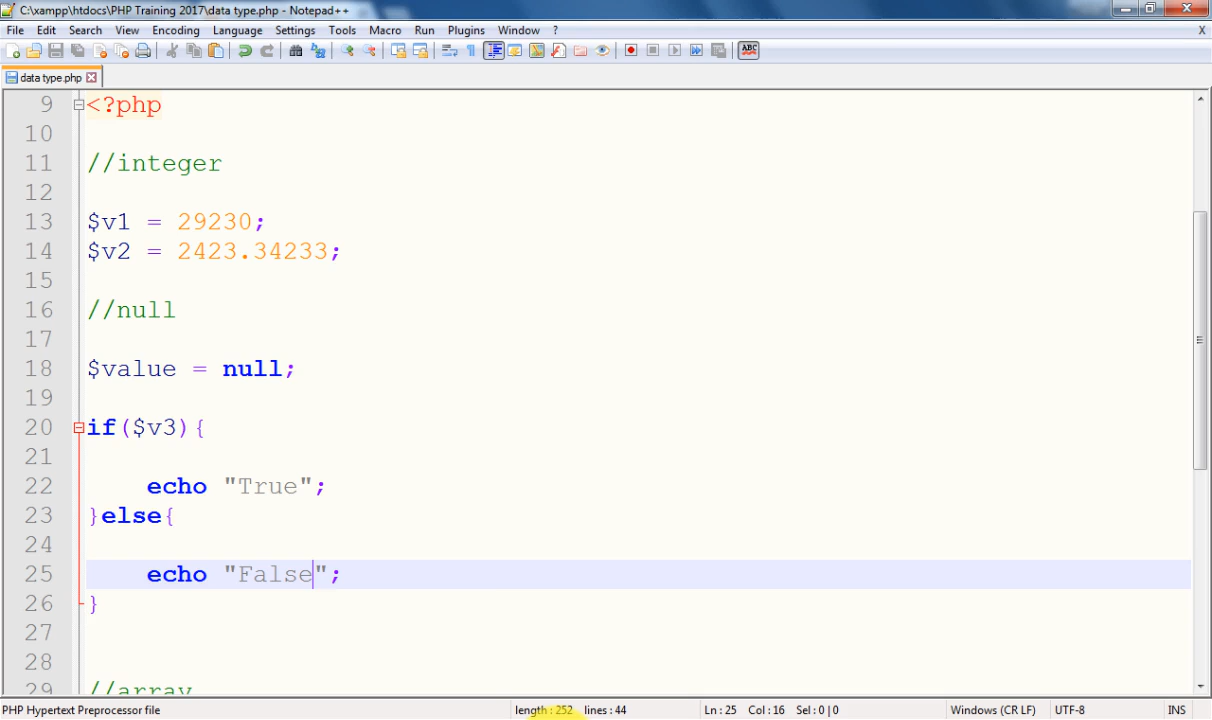 C:\xampp\htdocs\PHP Training 2017\data type.php - Notepad++
File Edit Search View Encoding Language Settings Tools Macro Run Plugins Window ? X
ABC
data type.php
9 <?php
10
11 //integer
12
13 $v1 = 29230;
14 $v2 = 2423.34233;
15
16 //null
17
18 $value = null;
19
20 if($v3){
21
22 echo "True";
23 }else{
24
25 echo "False";
26 }
27
28
29 //array
PHP Hypertext Preprocessor file length : 252 lines : 44 Ln : 25 Col : 16 Sel : 0 | 0 Windows (CR LF) UTF-8 INS